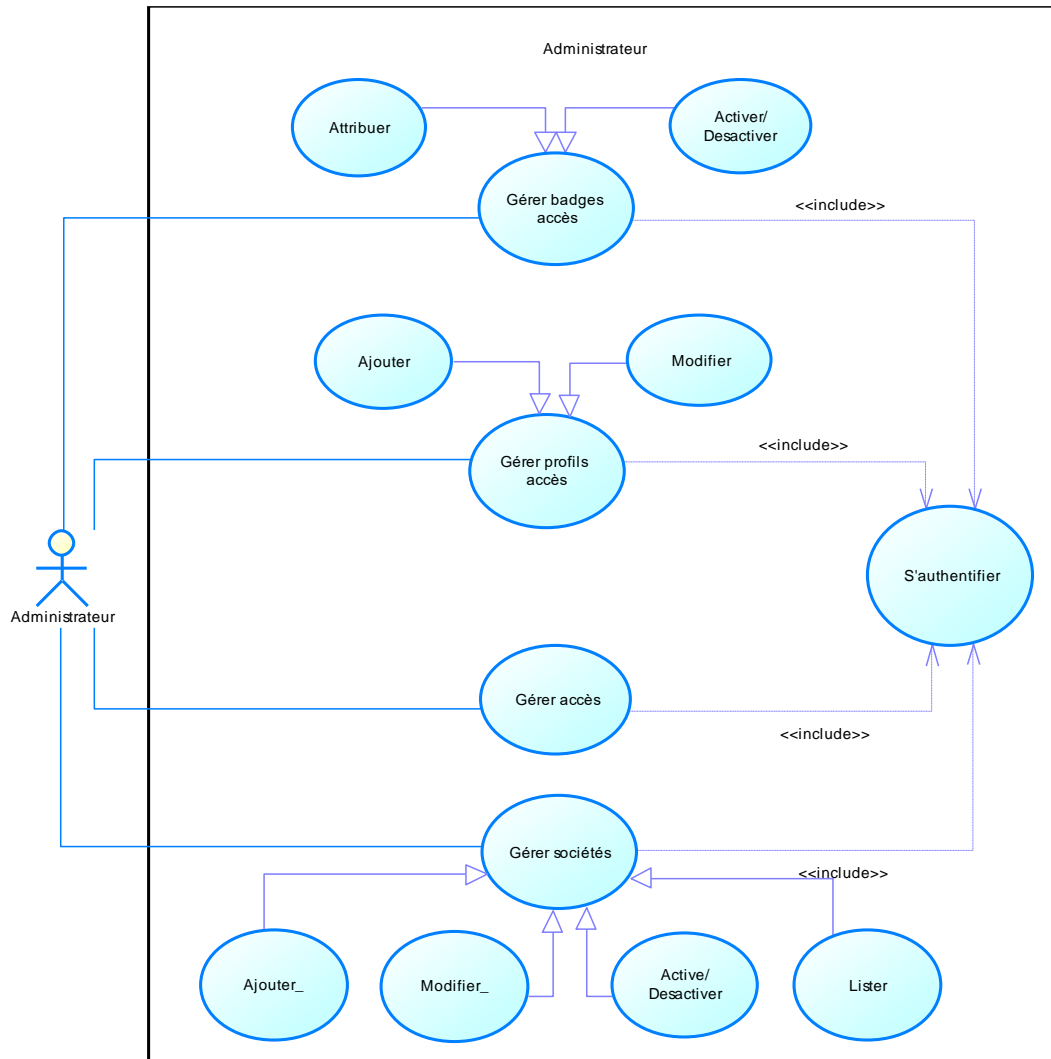 Administrateur
Attribuer
Activer/
Desactiver
Gérer badges
accès
<<include>>
Ajouter
Modifier
Gérer profils
accès
<<include>>
S'authentifier
Administrateur
Gérer accès
<<include>>
Gérer sociétés
<<include>>
Ajouter_
Modifier_
Active/
Desactiver
Lister